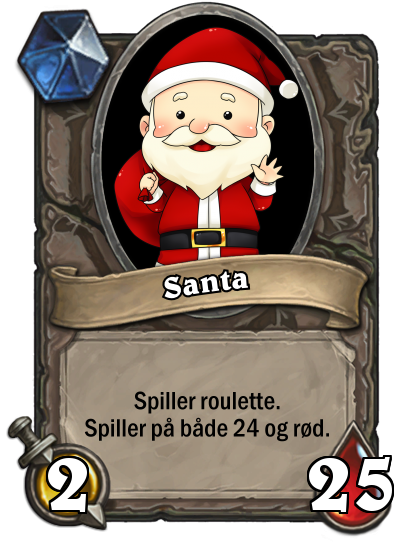 Santa
Spiller roulette.
Spiller på både 24 og rød.
2
25